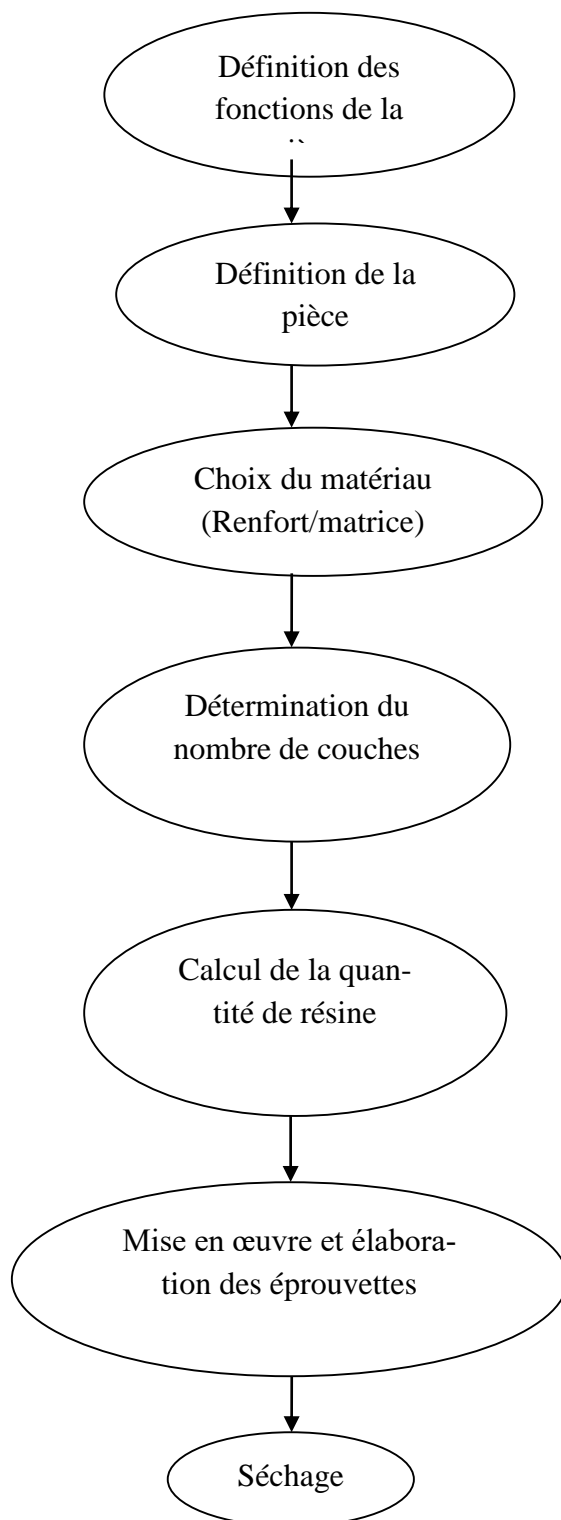 Définition des
fonctions de la
Définition de la
pièce
Choix du matériau
(Renfort/matrice)
Détermination du
nombre de couches
Calcul de la quan-
tité de résine
Mise en œuvre et élabora-
tion des éprouvettes
Séchage